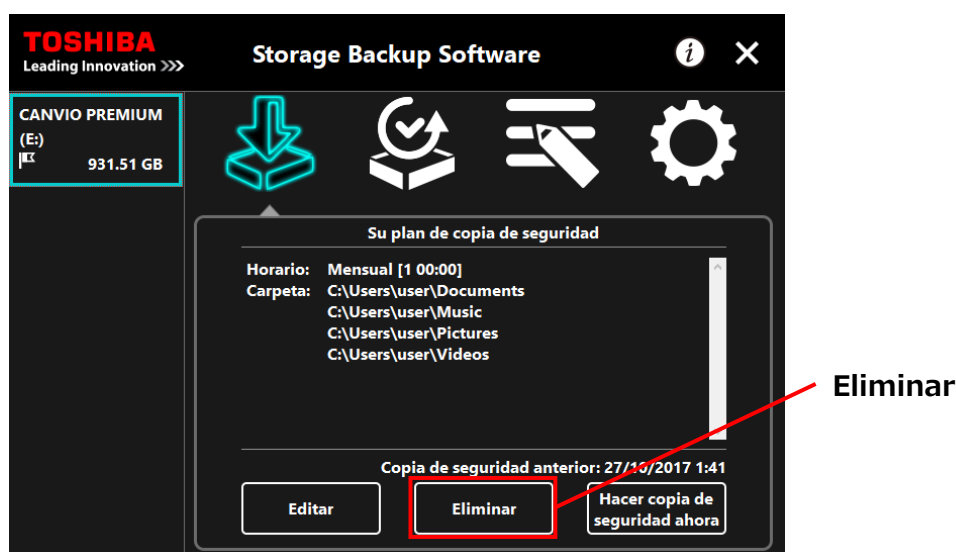 TOSHIBA
Leading Innovation >>>
Storage Backup Software
i
CANVIO PREMIUM
(E:)
931.51 GB
Su plan de copia de seguridad
Horario: Mensual [1 00:00]
Carpeta: C:\Users\user\Documents
C:\Users\user\Music
C:\Users\user\Pictures
C:\Users\user\Videos
Eliminar
Copia de seguridad anterior: 27/10/2017 1:41
Editar
Eliminar
Hacer copia de
seguridad ahora